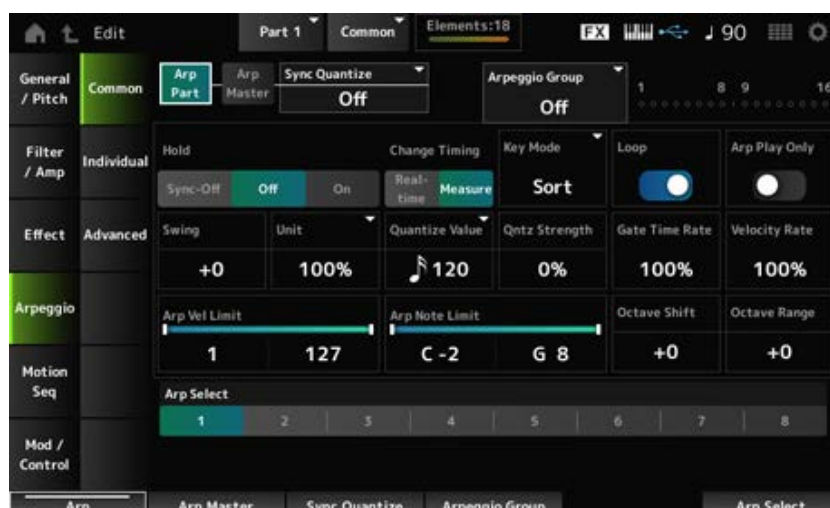 Edit Part 1 Common Elements:18 FX ♩ 90
General / Pitch
Common
Arp Part
Arp Master
Sync Quantize
Off
Arpeggio Group
Off
1 8 9 16
Filter / Amp
Individual
Hold
Sync-Off Off On
Change Timing
Real-time Measure
Key Mode
Sort
Loop
Arp Play Only
Effect
Advanced
Swing
+0
Unit
100%
Quantize Value
120
Qntz Strength
0%
Gate Time Rate
100%
Velocity Rate
100%
Arpeggio
Arp Vel Limit
1 127
Arp Note Limit
C -2 G 8
Octave Shift
+0
Octave Range
+0
Motion Seq
Arp Select
1 2 3 4 5 6 7 8
Mod / Control
Arp Arp Master Sync Quantize Arpeggio Group Arp Select